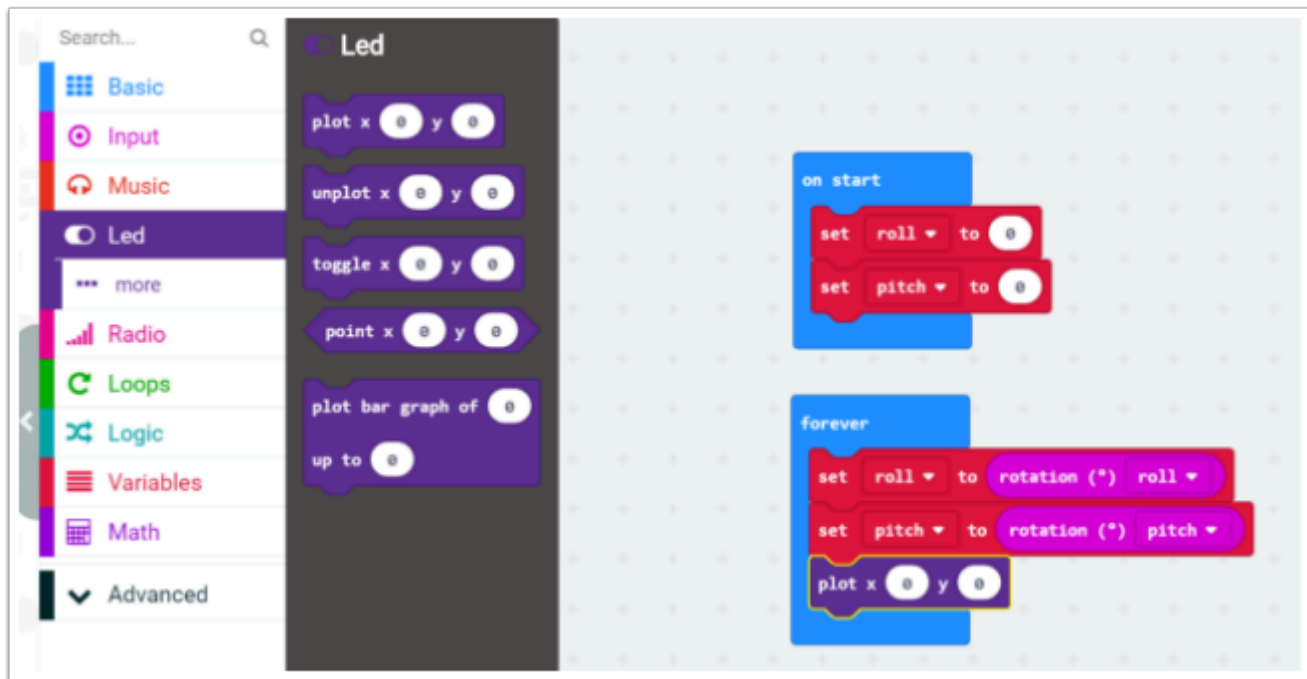 Search...
Basic
Input
Music
Led
more
Radio
Loops
Logic
Variables
Math
Advanced
Led
plot x 0 y 0
unplot x 0 y 0
toggle x 0 y 0
point x 0 y 0
plot bar graph of 0
up to 0
on start
set roll to 0
set pitch to 0
forever
set roll to rotation (°) roll
set pitch to rotation (°) pitch
plot x 0 y 0